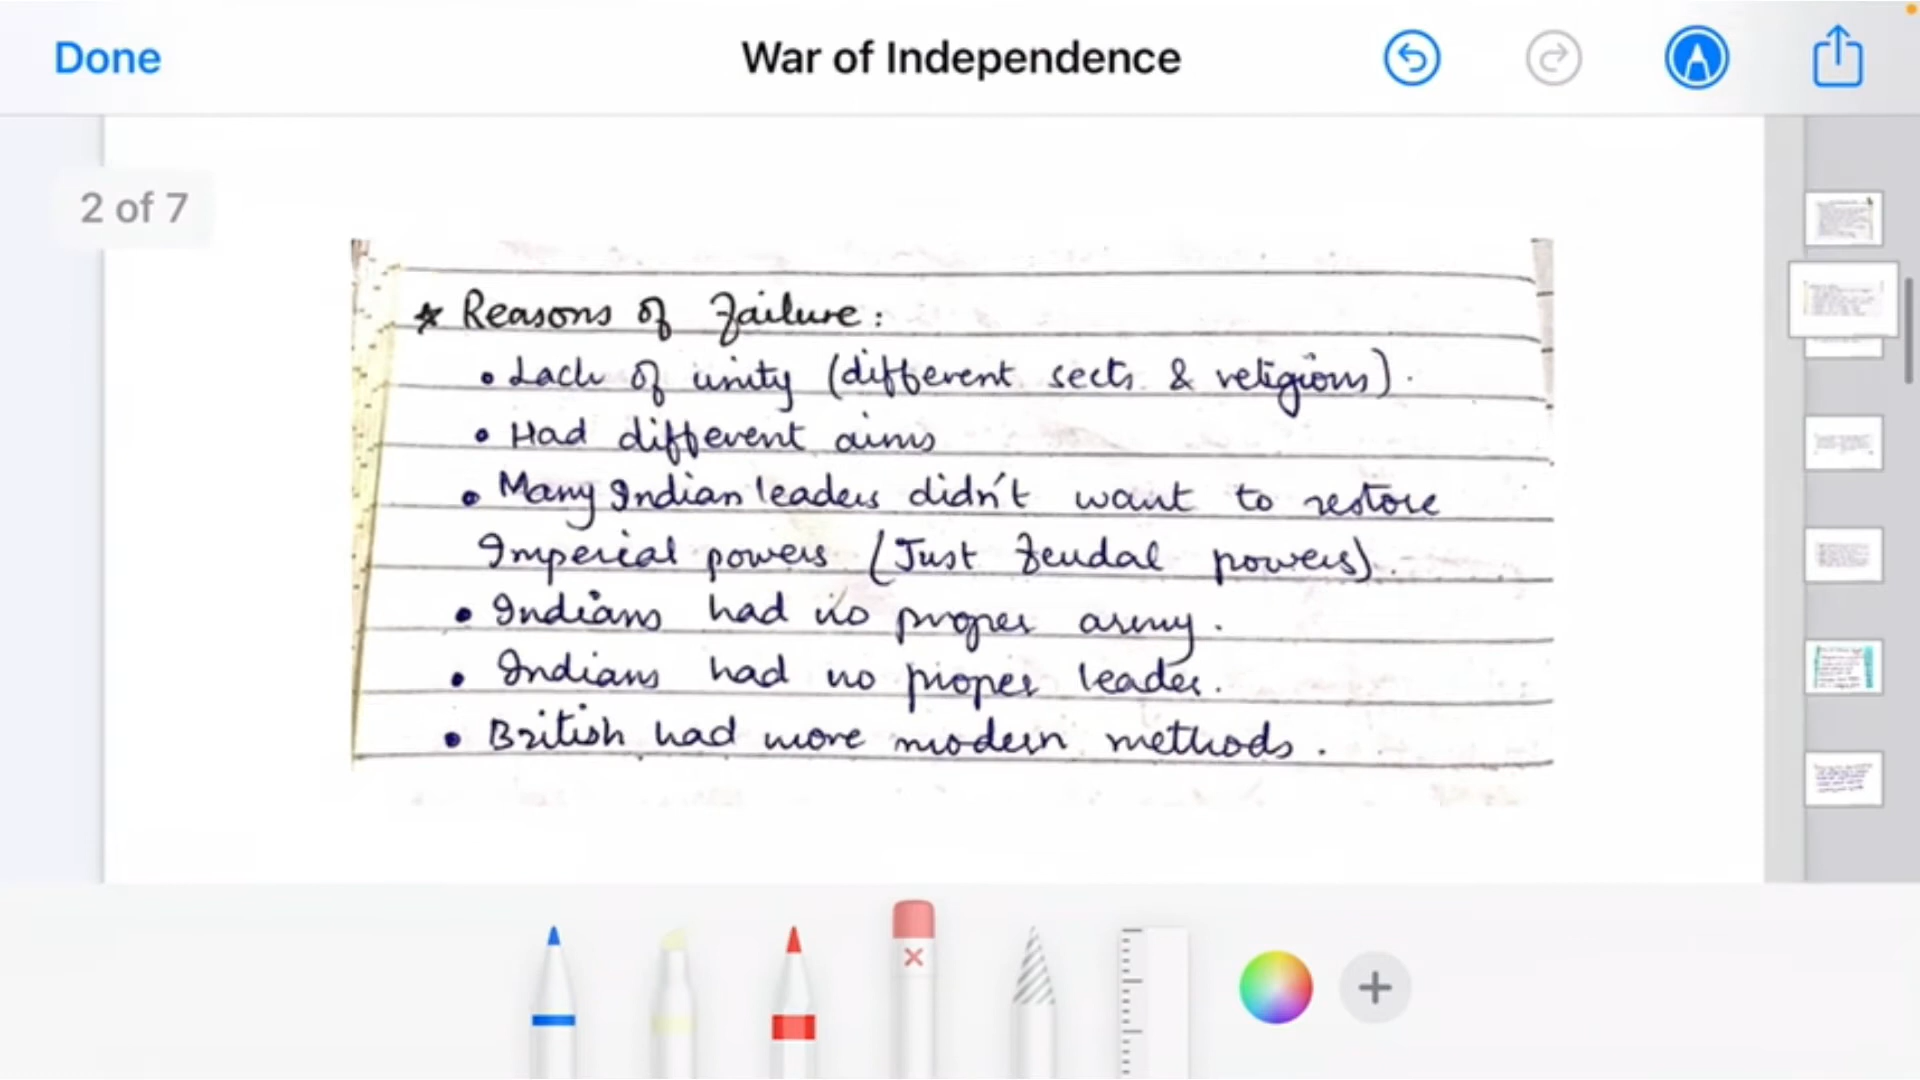 Done
War of Independence
2 of 7
* Reasons of Failure:
• Lack of unity (different sects & religions).
• Had different aims
• Many Indian leaders didn't want to restore
Imperial powers (Just feudal powers).
• Indians had no proper army.
• Indians had no proper leader.
• British had more modern methods.